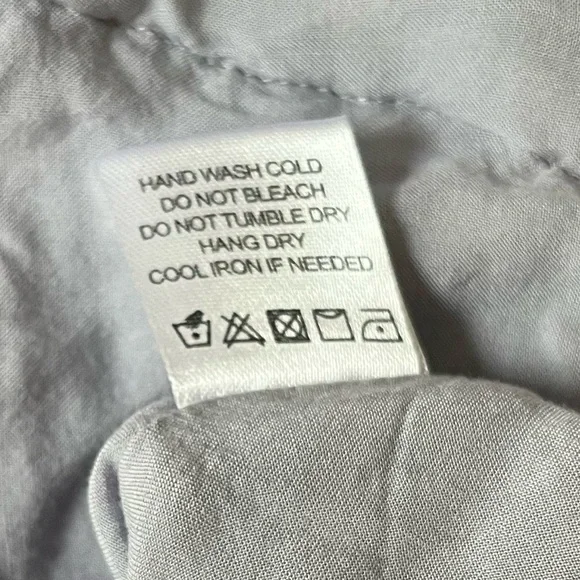 HAND WASH COLD
DO NOT BLEACH
DO NOT TUMBLE DRY
HANG DRY
COOL IRON IF NEEDED